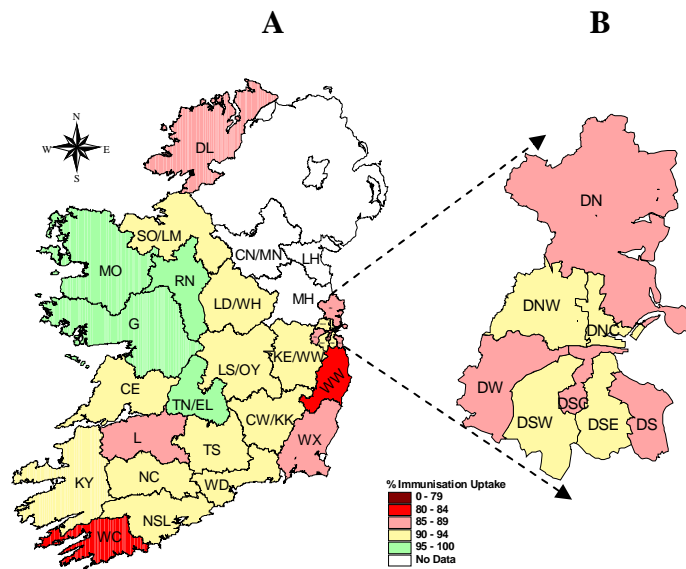 A
B
N
W
E
S
DL
SO/LM
CN/MN
LH
MO
RN
MH
LD/WH
G
LS/OY
KE/WW
WW
CE
TN/EL
CW/KK
L
TS
WX
KY
NC
WD
NSL
WC
DN
DNW
DNC
DW
DSC
DSW
DSE
DS
% Immunisation Uptake
0 - 79
80 - 84
85 - 89
90 - 94
95 - 100
No Data